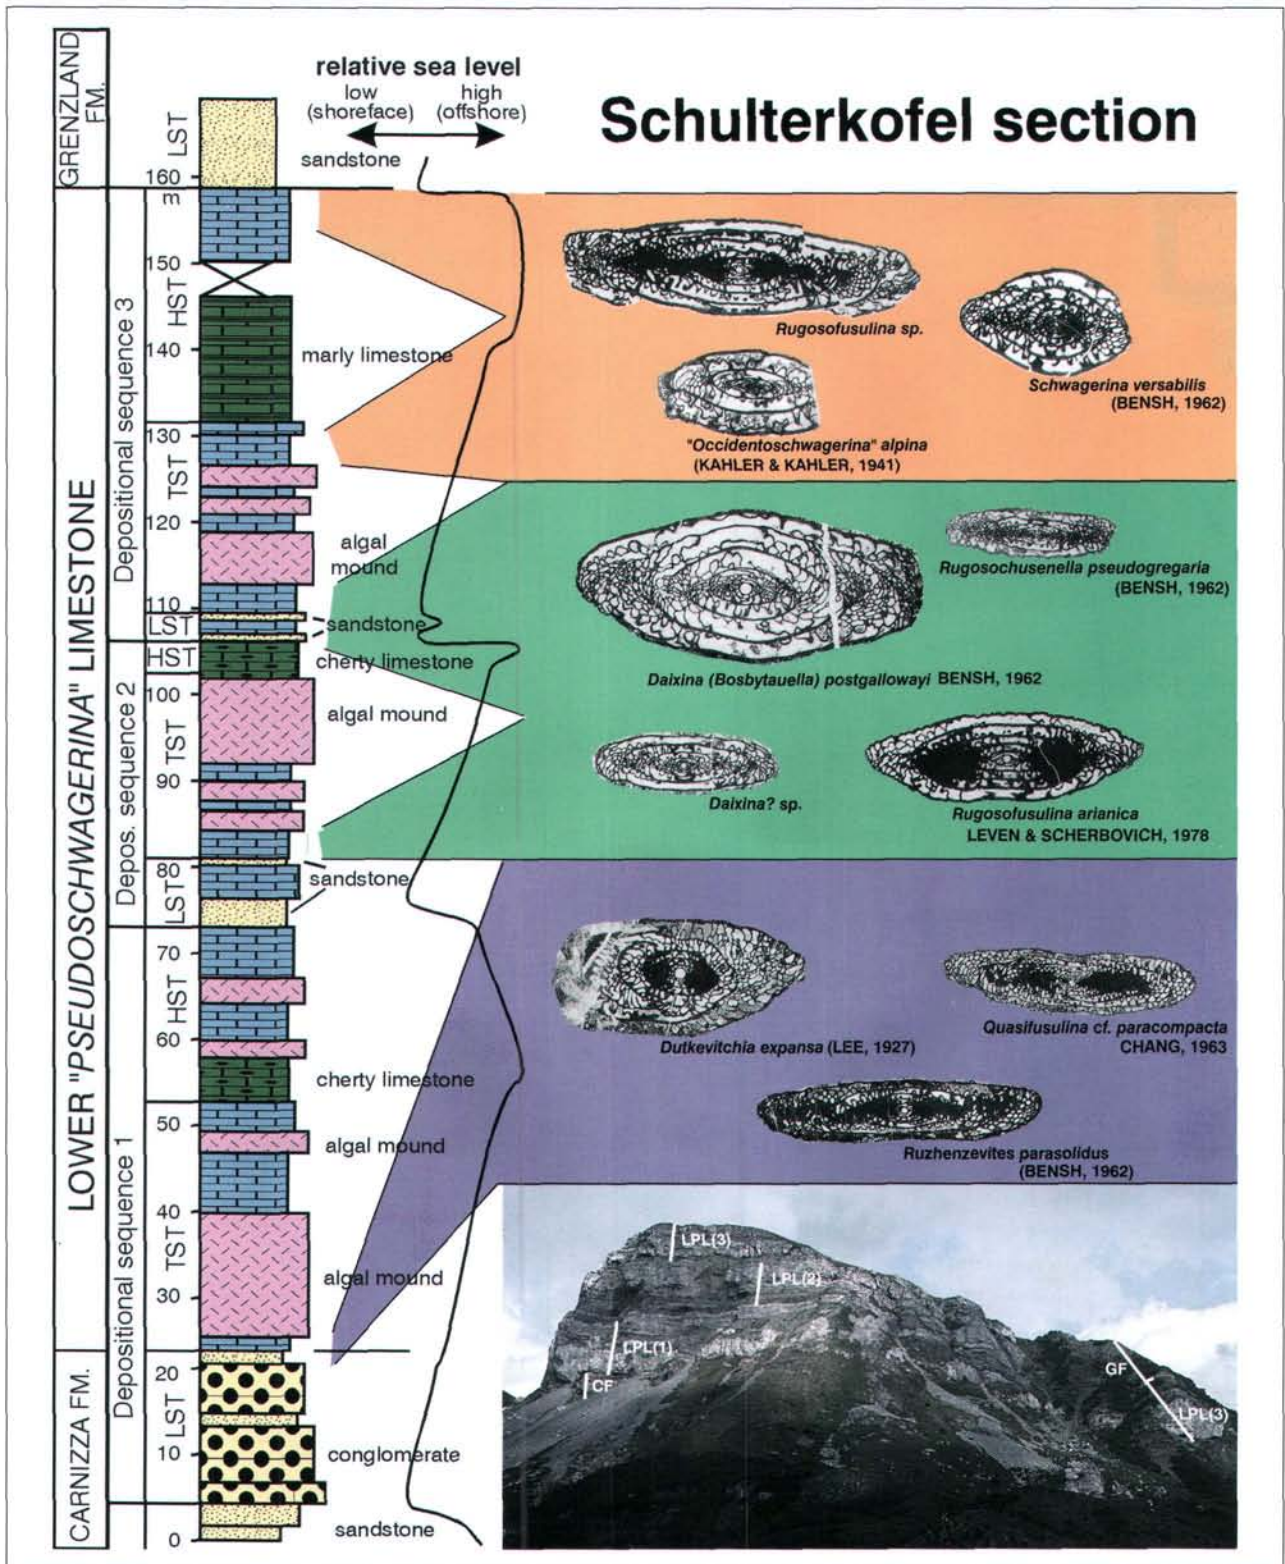 GRENZLAND
FM.
LOWER "PSEUDOSCHWAGERINA" LIMESTONE
CARNIZZA FM.
Depositional sequence 3
Depos. sequence 2
Depositional sequence 1
LST
HST
TST
LST
HST
TST
LST
HST
TST
LST
160
m
150
140
130
120
110
100
90
80
70
60
50
40
30
20
10
0
relative sea level
low
(shoreface)
high
(offshore)
sandstone
marly limestone
algal
mound
sandstone
cherty limestone
algal mound
sandstone
cherty limestone
algal mound
algal mound
conglomerate
sandstone
Schulterkofel section
Rugosofusulina sp.
Schwagerina versabilis
(BENSH, 1962)
"Occidentoschwagerina" alpina
(KAHLER & KAHLER, 1941)
Rugosochusenella pseudogregaria
(BENSH, 1962)
Daixina (Bosbytauella) postgallowayi BENSH, 1962
Daixina? sp.
Rugosofusulina arianica
LEVEN & SCHERBOVICH, 1978
Dutkevitchia expansa (LEE, 1927)
Quasifusulina cf. paracompacta
CHANG, 1963
Ruzhenzevites parasolidus
(BENSH, 1962)
LPL(3)
LPL(2)
LPL(1)
CF
GF
LPL(3)